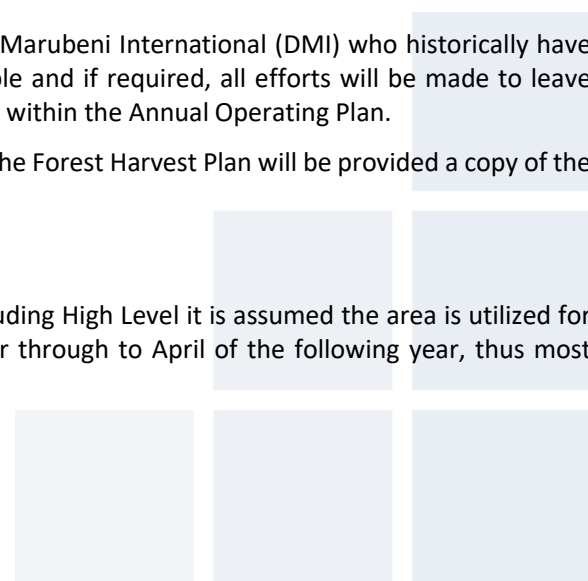 Marubeni International (DMI) who historically have
ble and if required, all efforts will be made to leave
within the Annual Operating Plan.
he Forest Harvest Plan will be provided a copy of the
uding High Level it is assumed the area is utilized for
r through to April of the following year, thus most